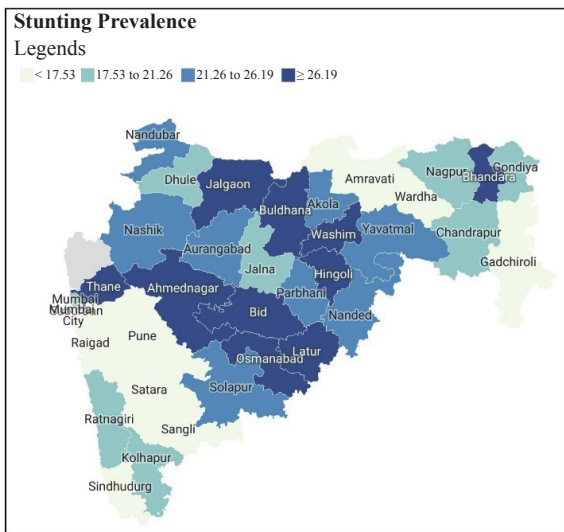 Stunting Prevalence
Legends
< 17.53 17.53 to 21.26 21.26 to 26.19 ≥ 26.19
Nandubar
Dhule
Jalgaon
Amravati
Nagpur
Gondiya
Bhandara
Wardha
Buldhana
Akola
Washim
Yavatmal
Chandrapur
Nashik
Aurangabad
Jalna
Hingoli
Gadchiroli
Thane
Ahmednagar
Parbhani
Mumbai
Mumbai
City
Bid
Nanded
Raigad
Pune
Latur
Osmanabad
Satara
Solapur
Ratnagiri
Sangli
Kolhapur
Sindhudurg